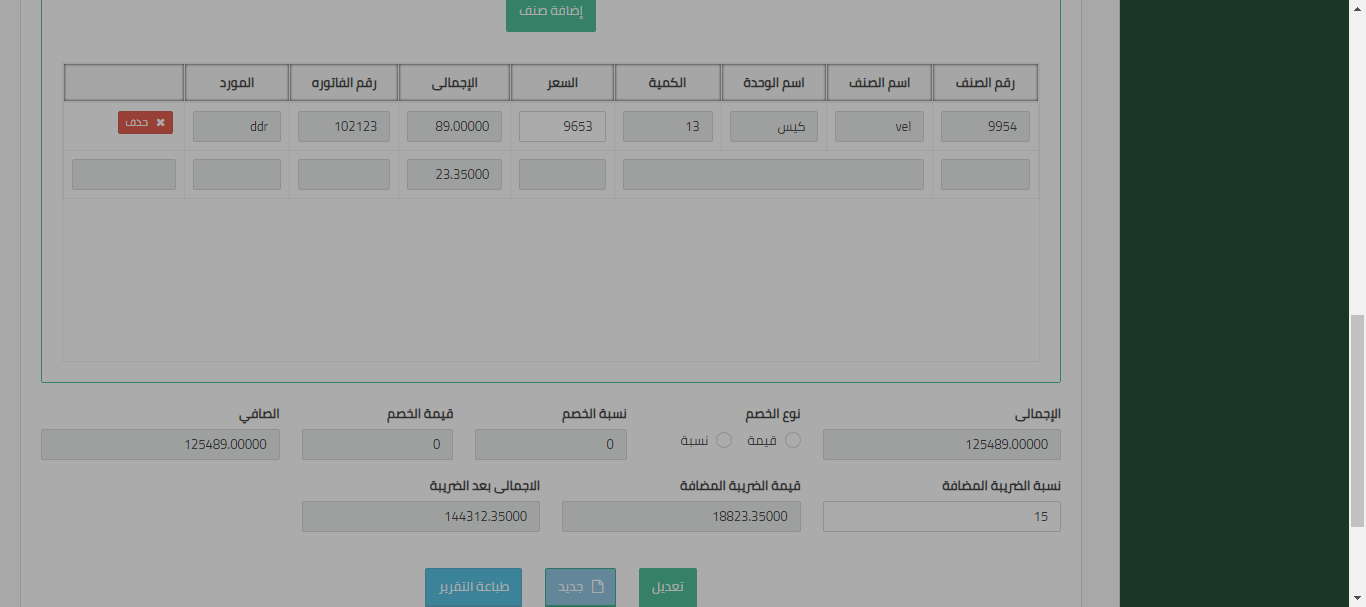 إضافة صنف
رقم الصنف اسم الصنف اسم الوحدة الكمية السعر الإجمالى رقم الفاتوره المورد
9954 vel كيس 13 9653 89.00000 102123 ddr حذف
23.35000
الإجمالى نوع الخصم نسبة الخصم قيمة الخصم الصافي
125489.00000 قيمة نسبة 0 0 125489.00000
نسبة الضريبة المضافة قيمة الضريبة المضافة الاجمالى بعد الضريبة
15 18823.35000 144312.35000
تعديل جديد طباعة التقرير